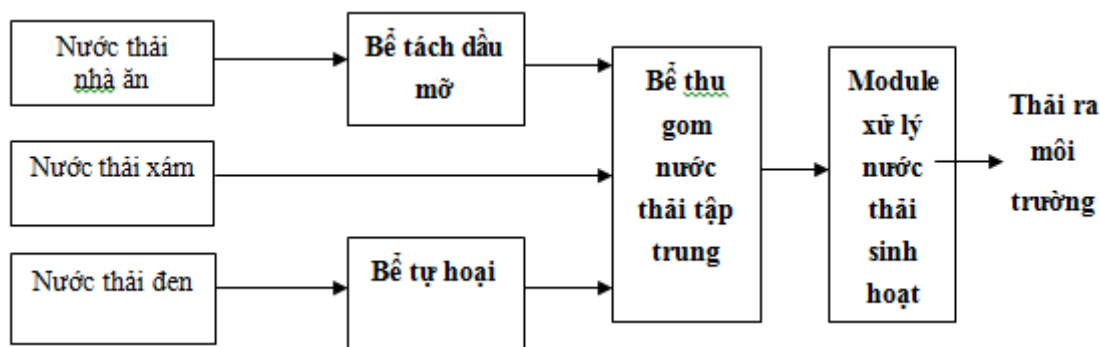 Nước thải
nhà ăn
Bể tách dầu
mỡ
Nước thải xám
Nước thải đen
Bể tự hoại
Bể thu
gom
nước
thải tập
trung
Module
xử lý
nước
thải
sinh
hoạt
Thải ra
môi
trường